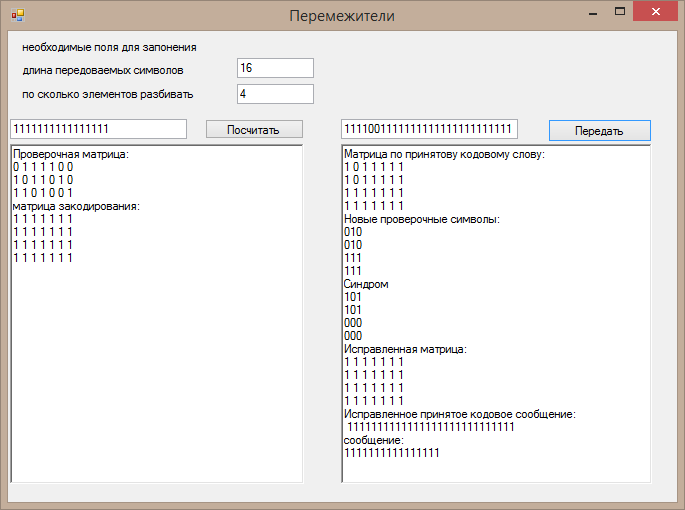 Перемежители
необходимые поля для запонения
длина передоваемых символов
16
по сколько элементов разбивать
4
1111111111111111
Посчитать
Проверочная матрица:
0 1 1 1 1 0 0
1 0 1 1 0 1 0
1 1 0 1 0 0 1
матрица закодирования:
1 1 1 1 1 1 1
1 1 1 1 1 1 1
1 1 1 1 1 1 1
1 1 1 1 1 1 1
1111001111111111111111111111
Передать
Матрица по принятову кодовому слову:
1 0 1 1 1 1 1
1 0 1 1 1 1 1
1 1 1 1 1 1 1
1 1 1 1 1 1 1
Новые проверочные символы:
010
010
111
111
Синдром
101
101
000
000
Исправленная матрица:
1 1 1 1 1 1 1
1 1 1 1 1 1 1
1 1 1 1 1 1 1
1 1 1 1 1 1 1
Исправленное принятое кодовое сообщение:
1111111111111111111111111111
сообщение:
1111111111111111